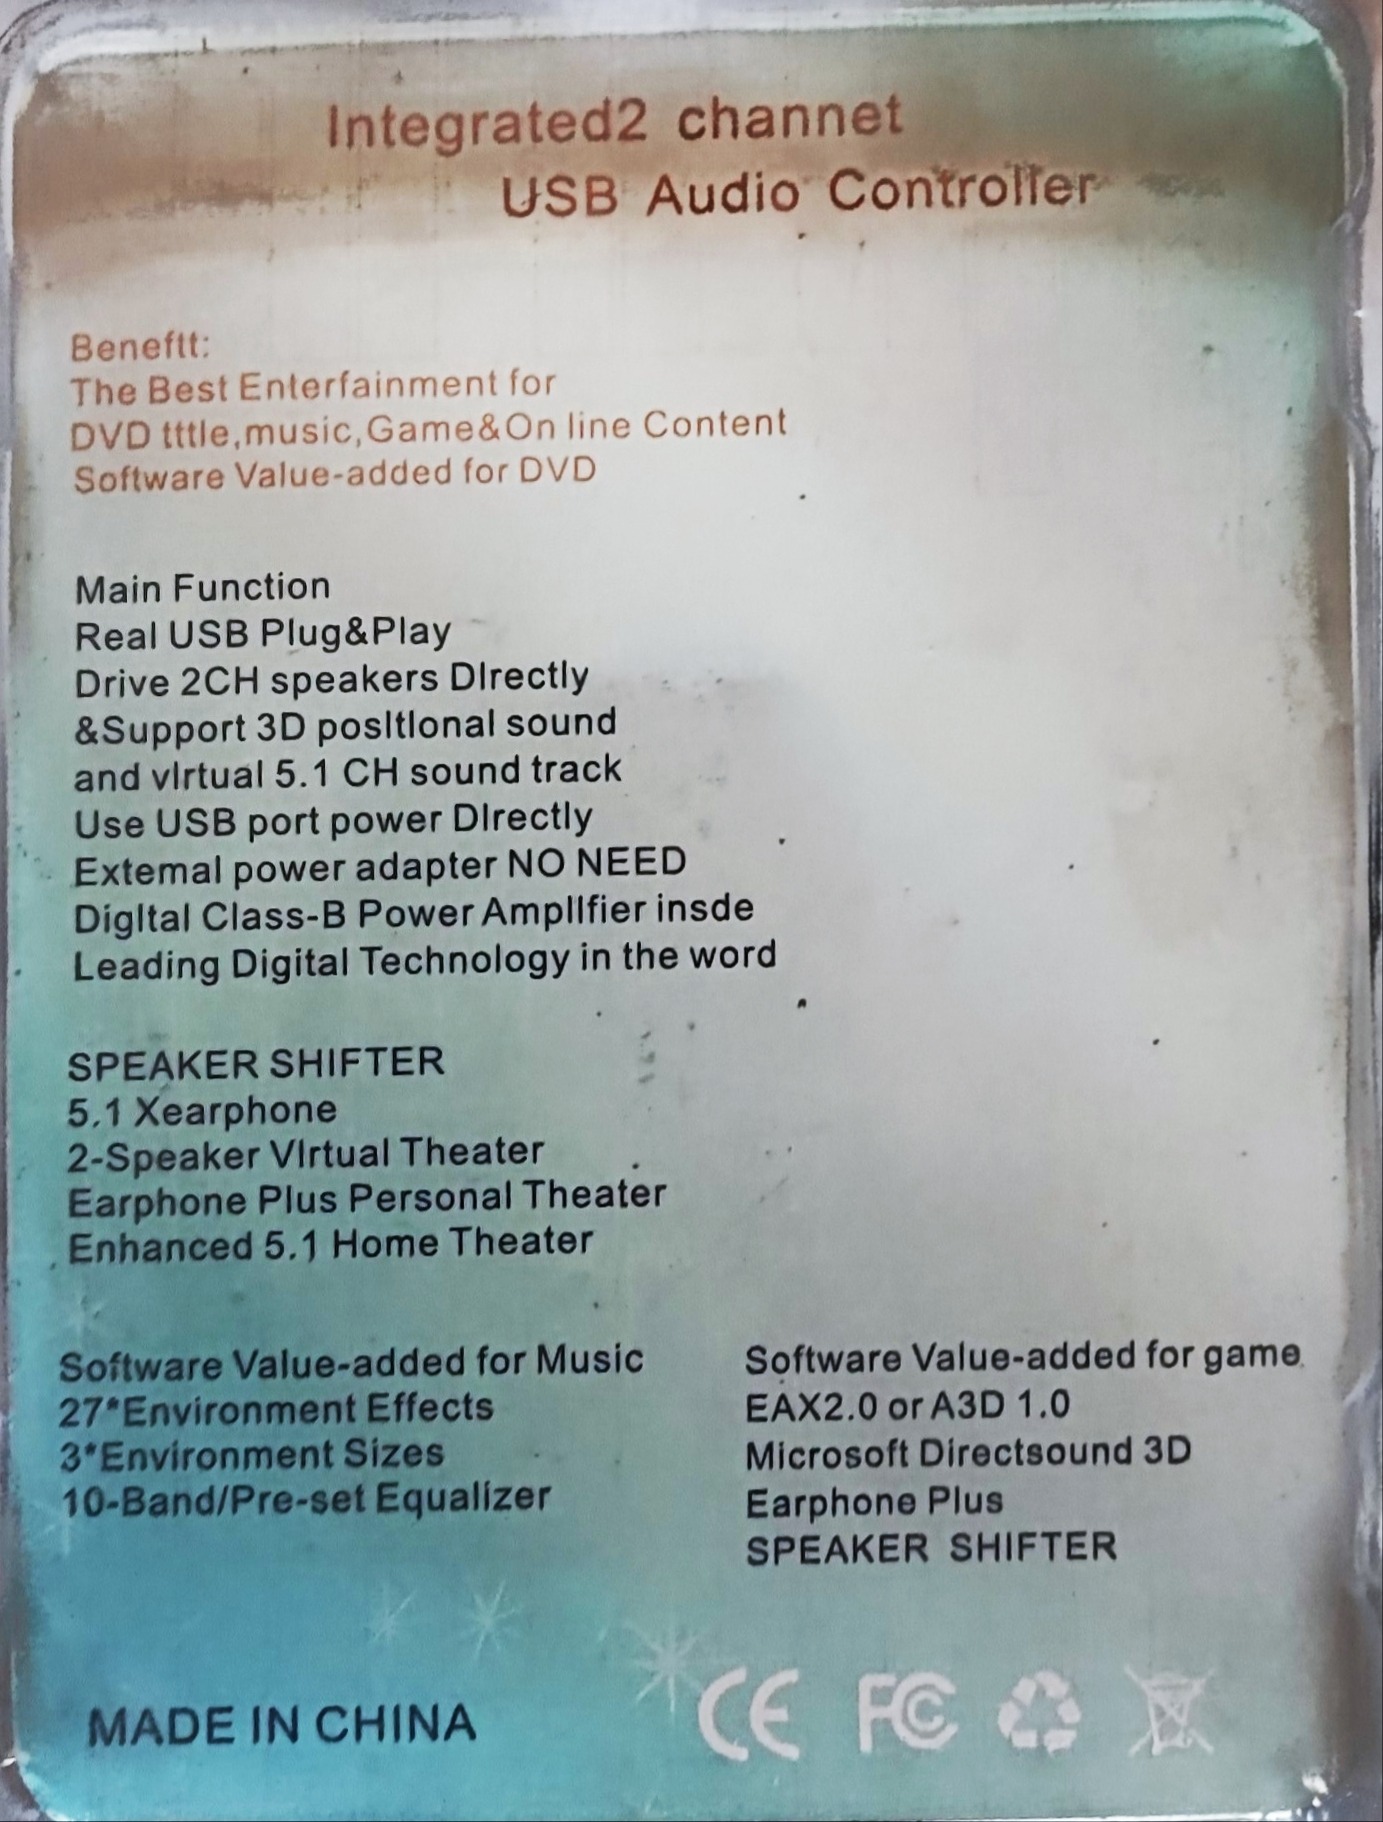 Integrated2 channet
USB Audio Controller
Beneftt:
The Best Enterfainment for
DVD tttle,music,Game&On line Content
Software Value-added for DVD
Main Function
Real USB Plug&Play
Drive 2CH speakers DIrectly
&Support 3D posItIonal sound
and vIrtual 5.1 CH sound track
Use USB port power DIrectly
Extemal power adapter NO NEED
DigItal Class-B Power AmplIfier insde
Leading Digital Technology in the word
SPEAKER SHIFTER
5.1 Xearphone
2-Speaker VIrtual Theater
Earphone Plus Personal Theater
Enhanced 5.1 Home Theater
Software Value-added for Music
27*Environment Effects
3*Environment Sizes
10-Band/Pre-set Equalizer
Software Value-added for game
EAX2.0 or A3D 1.0
Microsoft Directsound 3D
Earphone Plus
SPEAKER SHIFTER
MADE IN CHINA
CE FC